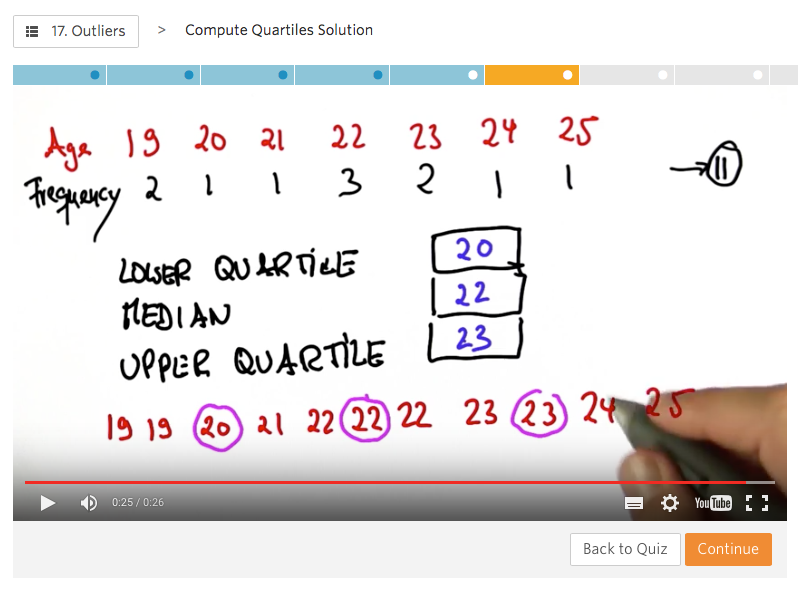 17. Outliers > Compute Quartiles Solution
Age 19 20 21 22 23 24 25
Frequency 2 1 1 3 2 1 1 → 11
LOWER QUARTILE 20
MEDIAN 22
UPPER QUARTILE 23
19 19 20 21 22 22 22 23 23 24 25
0:25 / 0:26 YouTube
Back to Quiz Continue